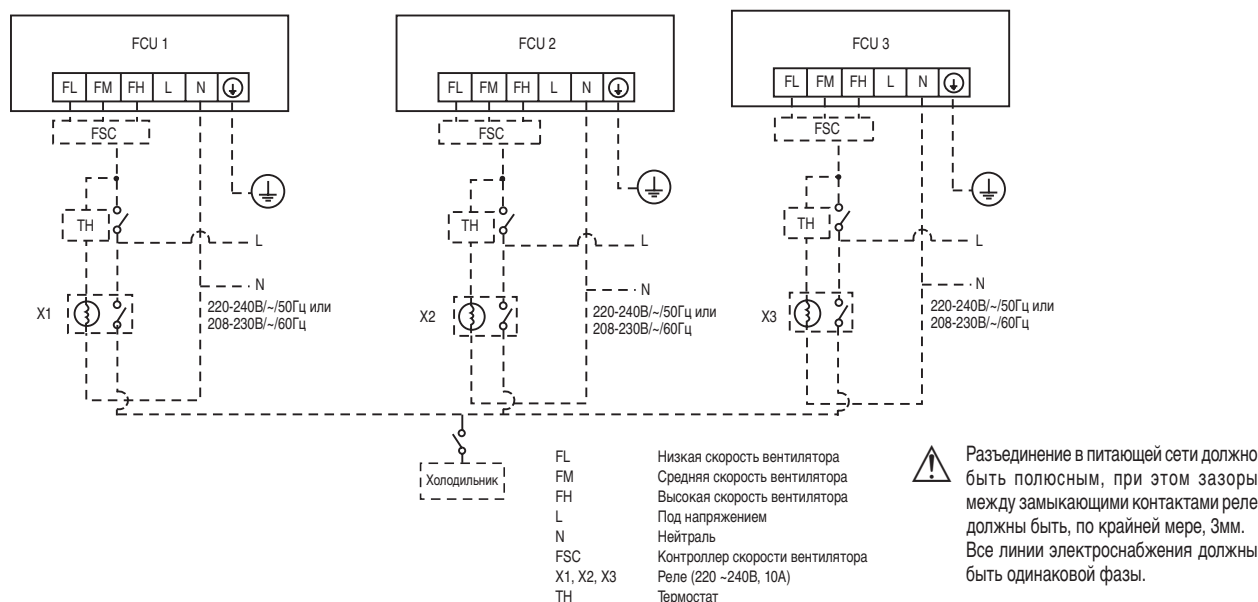 FCU 1
FL FM FH L N
FSC
TH
L
N
220-240В/~/50Гц или
208-230В/~/60Гц
X1
FCU 2
FL FM FH L N
FSC
TH
L
N
220-240В/~/50Гц или
208-230В/~/60Гц
X2
FCU 3
FL FM FH L N
FSC
TH
L
N
220-240В/~/50Гц или
208-230В/~/60Гц
X3
Холодильник
FL Низкая скорость вентилятора
FM Средняя скорость вентилятора
FH Высокая скорость вентилятора
L Под напряжением
N Нейтраль
FSC Контроллер скорости вентилятора
X1, X2, X3 Реле (220 ~240В, 10А)
TH Термостат
Разъединение в питающей сети должно
быть полюсным, при этом зазоры
между замыкающими контактами реле
должны быть, по крайней мере, 3мм.
Все линии электроснабжения должны
быть одинаковой фазы.